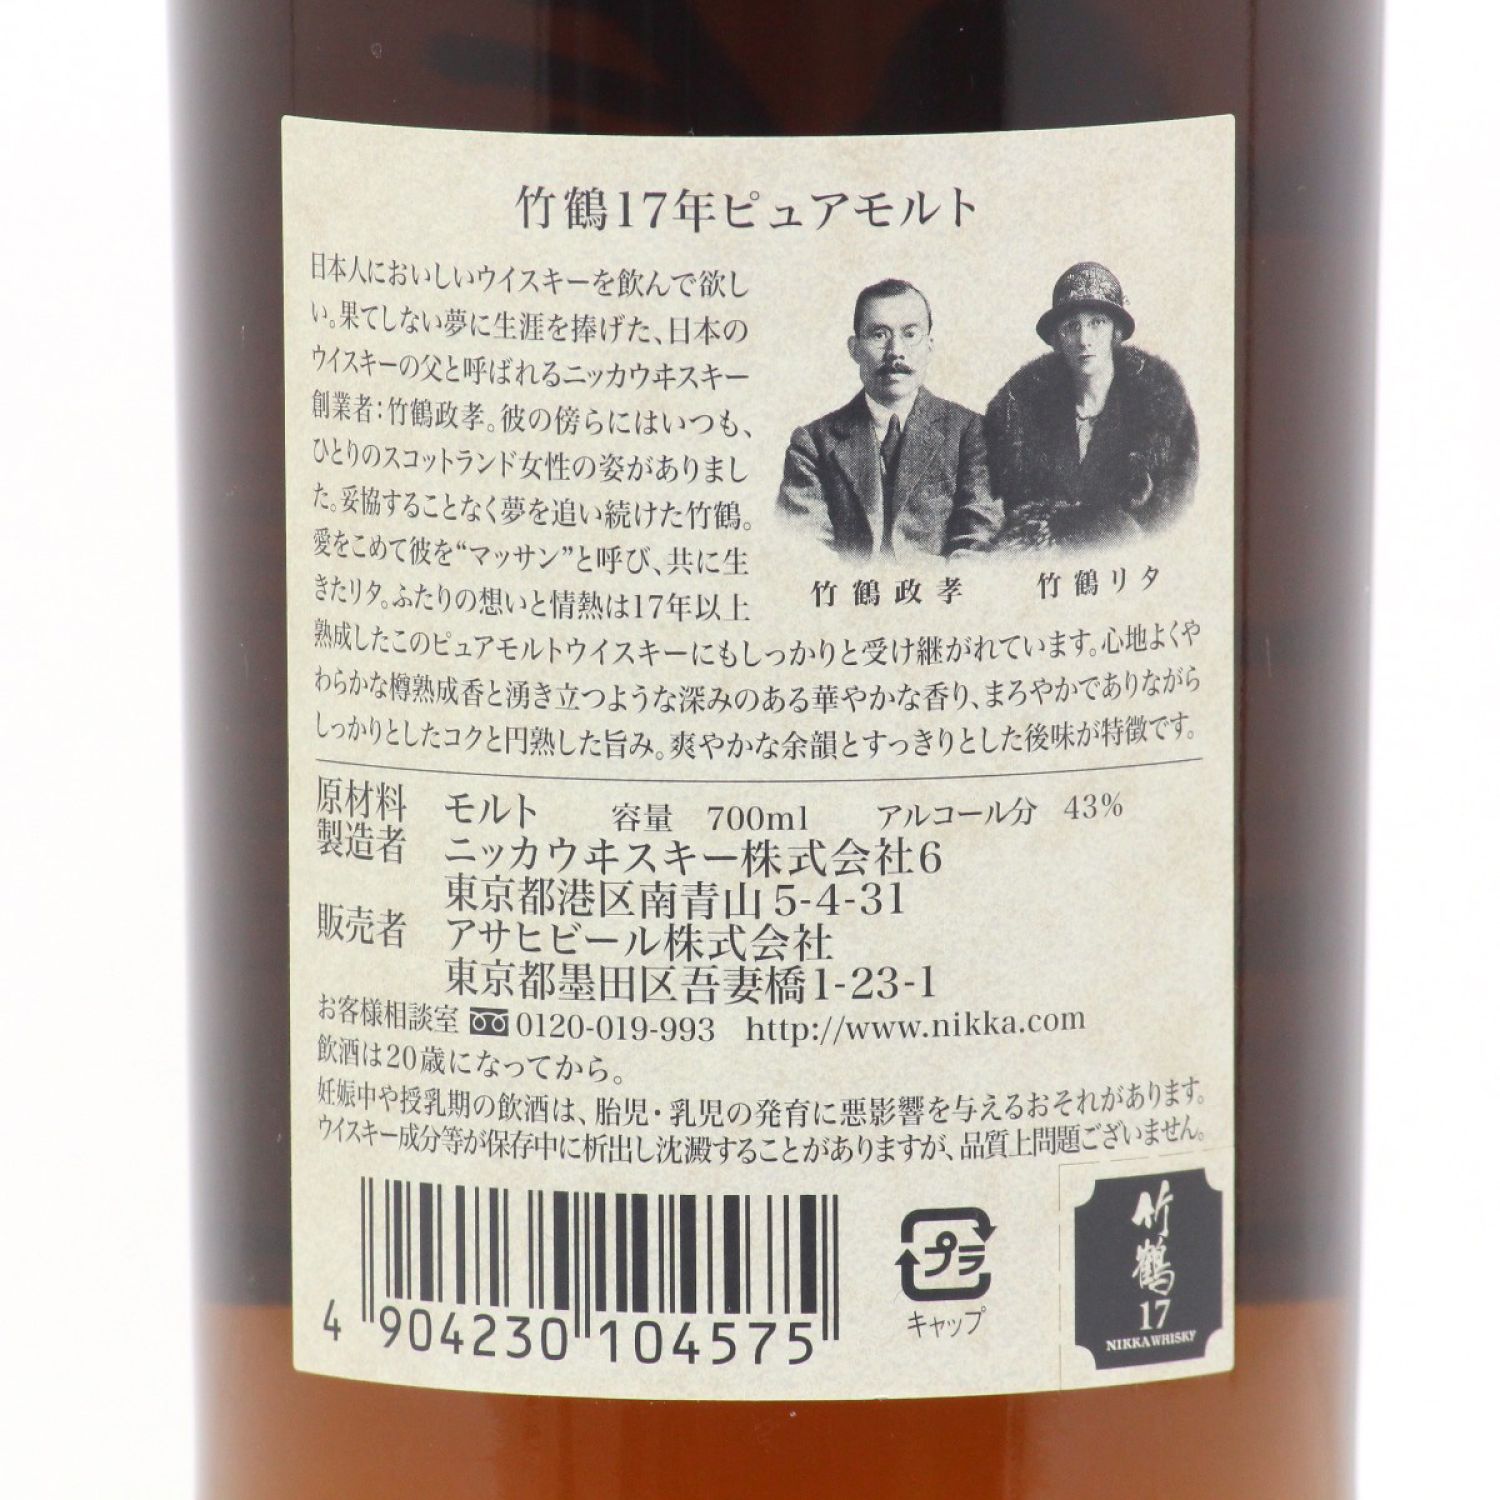 竹鶴17年ピュアモルト
日本人においしいウイスキーを飲んで欲し
い。果てしない夢に生涯を捧げた、日本の
ウイスキーの父と呼ばれるニッカウヰスキー
創業者：竹鶴政孝。彼の傍らにはいつも、
ひとりのスコットランド女性の姿がありまし
た。妥協することなく夢を追い続けた竹鶴。
愛をこめて彼を“マッサン”と呼び、共に生
きたリタ。ふたりの想いと情熱は17年以上
熟成したこのピュアモルトウイスキーにもしっかりと受け継がれています。心地よくや
わらかな樽熟成香と湧き立つような深みのある華やかな香り、まろやかでありながら
しっかりとしたコクと円熟した旨み。爽やかな余韻とすっきりとした後味が特徴です。
竹鶴政孝 竹鶴リタ
原材料 モルト 容量 700ml アルコール分 43%
製造者 ニッカウヰスキー株式会社6
東京都港区南青山5-4-31
販売者 アサヒビール株式会社
東京都墨田区吾妻橋1-23-1
お客様相談室 0120-019-993 http://www.nikka.com
飲酒は20歳になってから。
妊娠中や授乳期の飲酒は、胎児・乳児の発育に悪影響を与えるおそれがあります。
ウイスキー成分等が保存中に析出し沈澱することがありますが、品質上問題ございません。
4 904230 104575
プラ
キャップ
竹鶴
17
NIKKA WHISKY